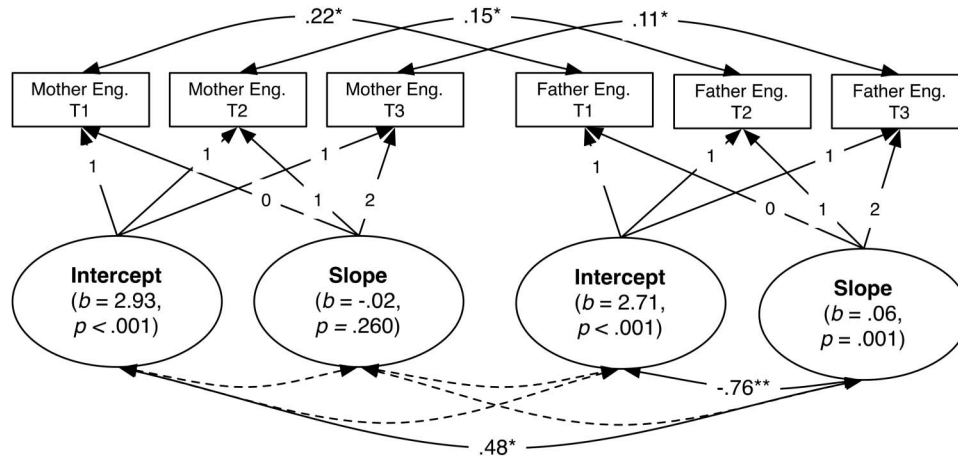 .22* .15* .11*
Mother Eng. Mother Eng. Mother Eng. Father Eng. Father Eng. Father Eng.
T1 T2 T3 T1 T2 T3
1 1 1 1 1 1
0 1 2 0 1 2
Intercept Slope Intercept Slope
(b = 2.93, (b = -.02, (b = 2.71, (b = .06,
p < .001) p = .260) p < .001) p = .001)
-.76**
.48*